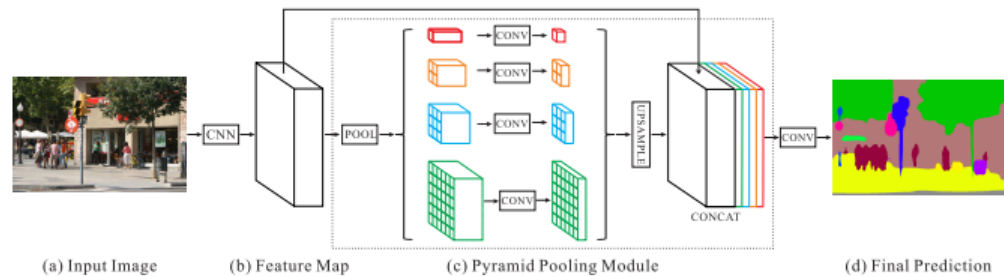 CNN
POOL
CONV
CONV
CONV
CONV
UPSAMPLE
CONCAT
CONV
(a) Input Image
(b) Feature Map
(c) Pyramid Pooling Module
(d) Final Prediction